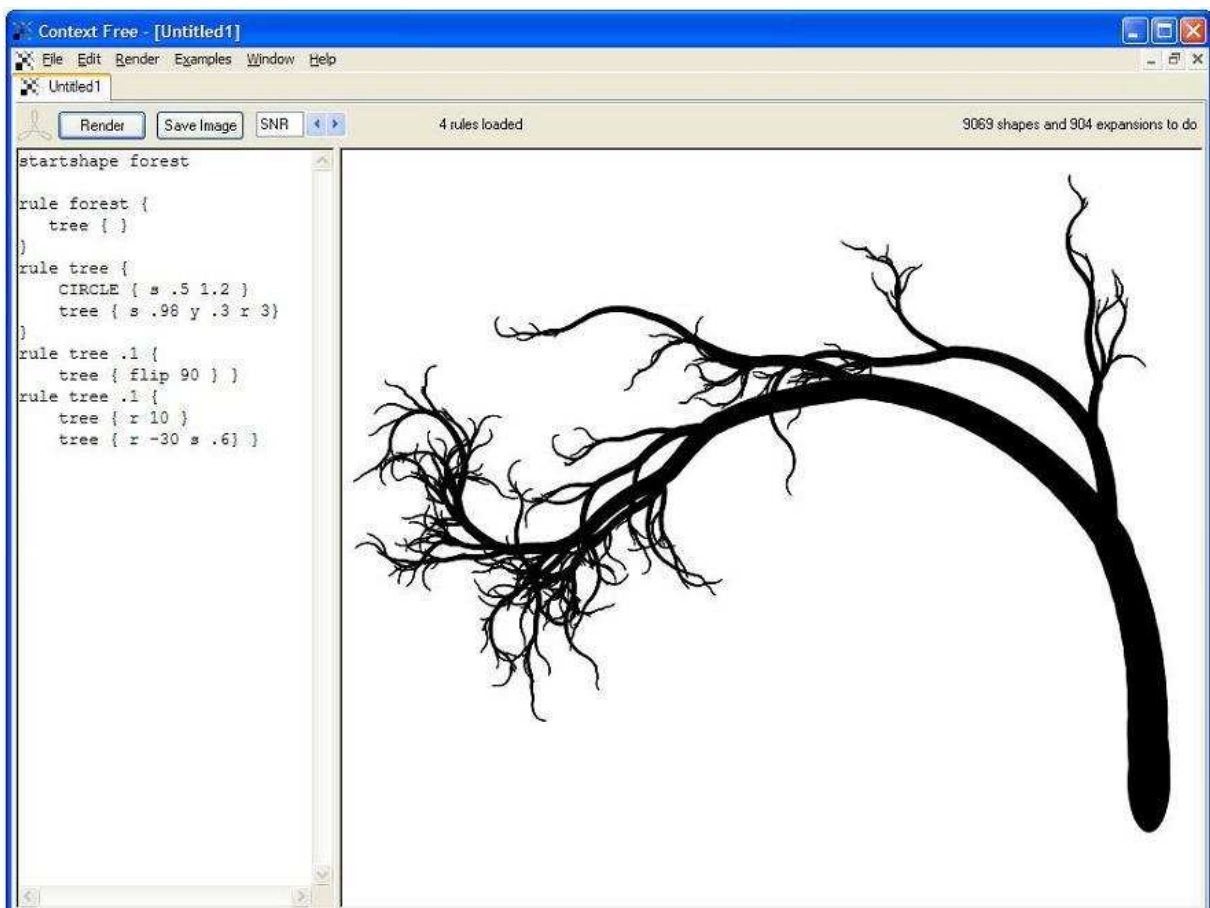 Context Free - [Untitled1]
File Edit Render Examples Window Help
Untitled1
Render Save Image SNR 4 rules loaded 9069 shapes and 904 expansions to do
startshape forest
rule forest {
tree { }
}
rule tree {
CIRCLE { s .5 1.2 }
tree { s .98 y .3 r 3}
}
rule tree .1 {
tree { flip 90 } }
rule tree .1 {
tree { r 10 }
tree { r -30 s .6} }